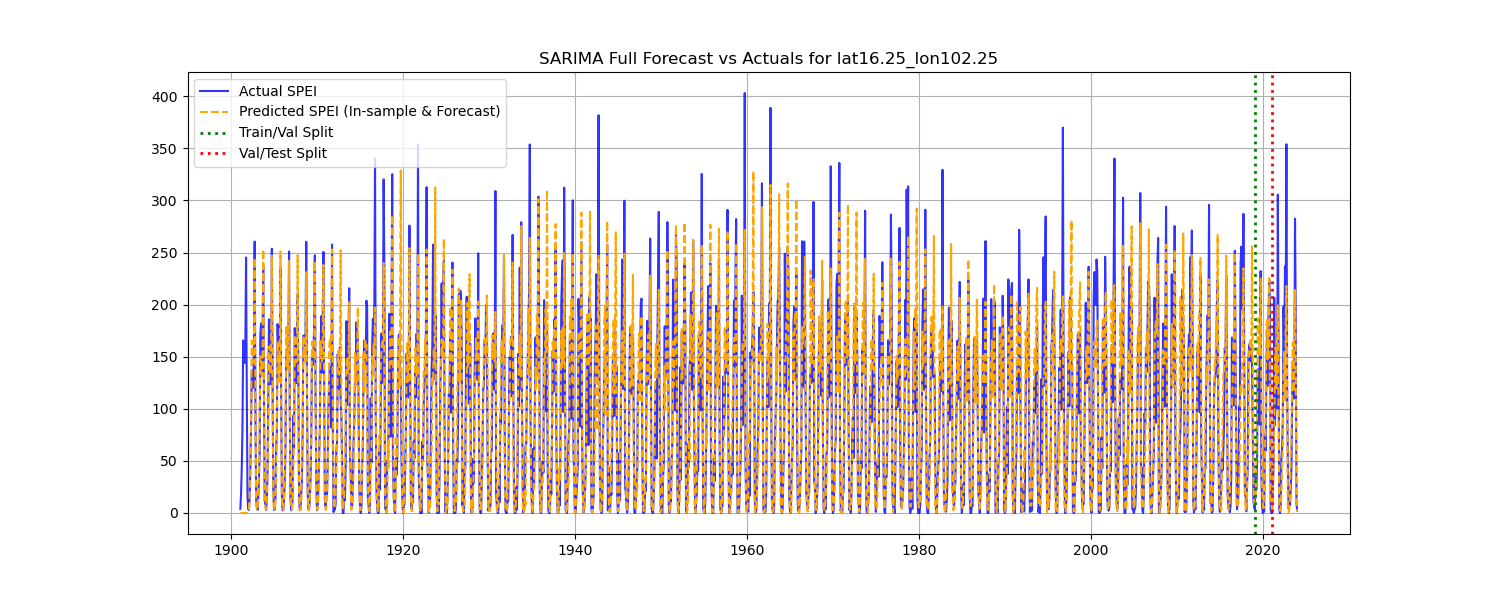 SARIMA Full Forecast vs Actuals for lat16.25_lon102.25
Actual SPEI
Predicted SPEI (In-sample & Forecast)
Train/Val Split
Val/Test Split
400
350
300
250
200
150
100
50
0
1900 1920 1940 1960 1980 2000 2020